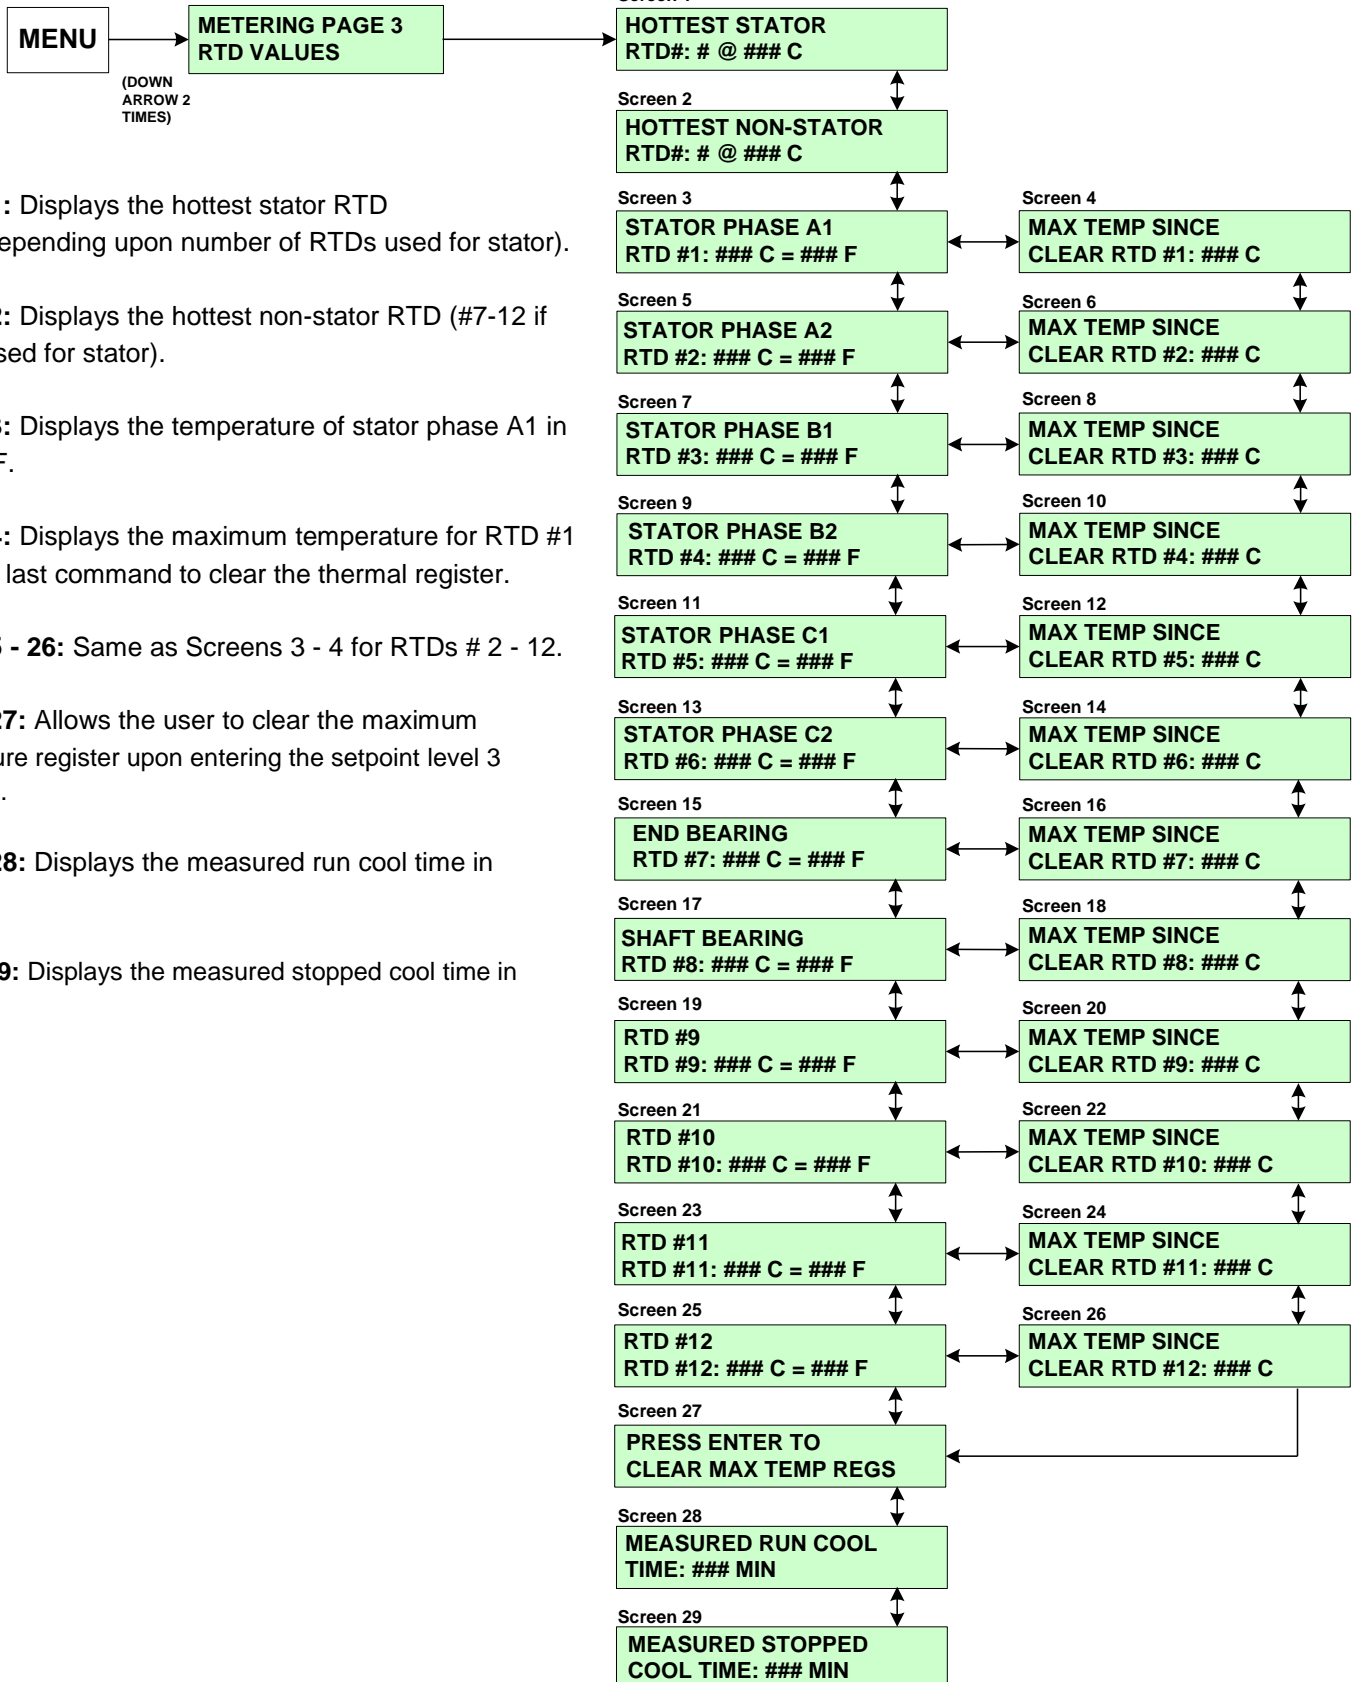 MENU
(DOWN
ARROW 2
TIMES)
METERING PAGE 3
RTD VALUES
: Displays the hottest stator RTD
epending upon number of RTDs used for stator).
: Displays the hottest non-stator RTD (#7-12 if
sed for stator).
: Displays the temperature of stator phase A1 in
F.
: Displays the maximum temperature for RTD #1
last command to clear the thermal register.
- 26: Same as Screens 3 - 4 for RTDs # 2 - 12.
27: Allows the user to clear the maximum
ure register upon entering the setpoint level 3
.
28: Displays the measured run cool time in
9: Displays the measured stopped cool time in
HOTTEST STATOR
RTD#: # @ ### C
Screen 2
HOTTEST NON-STATOR
RTD#: # @ ### C
Screen 3
STATOR PHASE A1
RTD #1: ### C = ### F
Screen 4
MAX TEMP SINCE
CLEAR RTD #1: ### C
Screen 5
STATOR PHASE A2
RTD #2: ### C = ### F
Screen 6
MAX TEMP SINCE
CLEAR RTD #2: ### C
Screen 7
STATOR PHASE B1
RTD #3: ### C = ### F
Screen 8
MAX TEMP SINCE
CLEAR RTD #3: ### C
Screen 9
STATOR PHASE B2
RTD #4: ### C = ### F
Screen 10
MAX TEMP SINCE
CLEAR RTD #4: ### C
Screen 11
STATOR PHASE C1
RTD #5: ### C = ### F
Screen 12
MAX TEMP SINCE
CLEAR RTD #5: ### C
Screen 13
STATOR PHASE C2
RTD #6: ### C = ### F
Screen 14
MAX TEMP SINCE
CLEAR RTD #6: ### C
Screen 15
END BEARING
RTD #7: ### C = ### F
Screen 16
MAX TEMP SINCE
CLEAR RTD #7: ### C
Screen 17
SHAFT BEARING
RTD #8: ### C = ### F
Screen 18
MAX TEMP SINCE
CLEAR RTD #8: ### C
Screen 19
RTD #9
RTD #9: ### C = ### F
Screen 20
MAX TEMP SINCE
CLEAR RTD #9: ### C
Screen 21
RTD #10
RTD #10: ### C = ### F
Screen 22
MAX TEMP SINCE
CLEAR RTD #10: ### C
Screen 23
RTD #11
RTD #11: ### C = ### F
Screen 24
MAX TEMP SINCE
CLEAR RTD #11: ### C
Screen 25
RTD #12
RTD #12: ### C = ### F
Screen 26
MAX TEMP SINCE
CLEAR RTD #12: ### C
Screen 27
PRESS ENTER TO
CLEAR MAX TEMP REGS
Screen 28
MEASURED RUN COOL
TIME: ### MIN
Screen 29
MEASURED STOPPED
COOL TIME: ### MIN